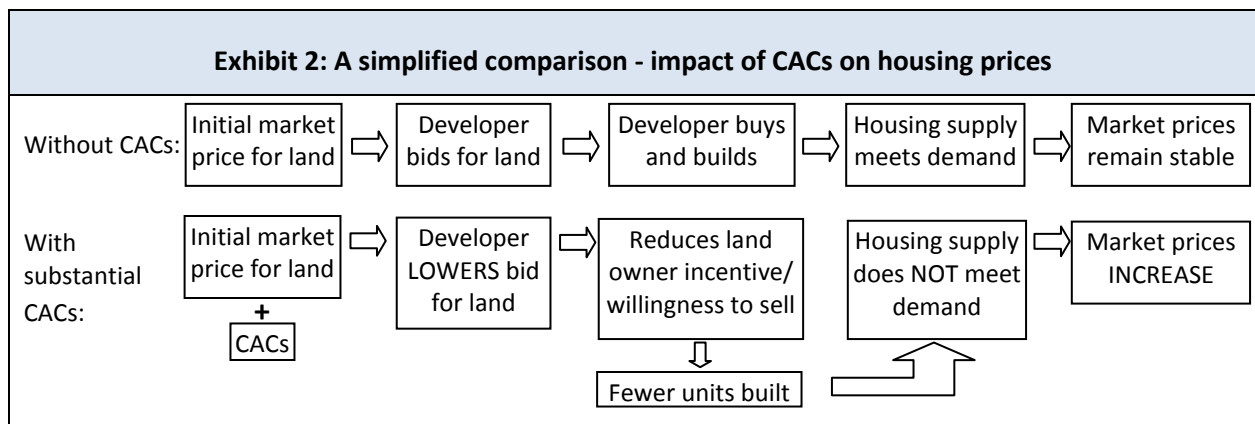 Exhibit 2: A simplified comparison - impact of CACs on housing prices
Without CACs:
Initial market
price for land
Developer
bids for land
Developer buys
and builds
Housing supply
meets demand
Market prices
remain stable
With
substantial
CACs:
Initial market
price for land
+
CACs
Developer
LOWERS bid
for land
Reduces land
owner incentive/
willingness to sell
Fewer units built
Housing supply
does NOT meet
demand
Market prices
INCREASE